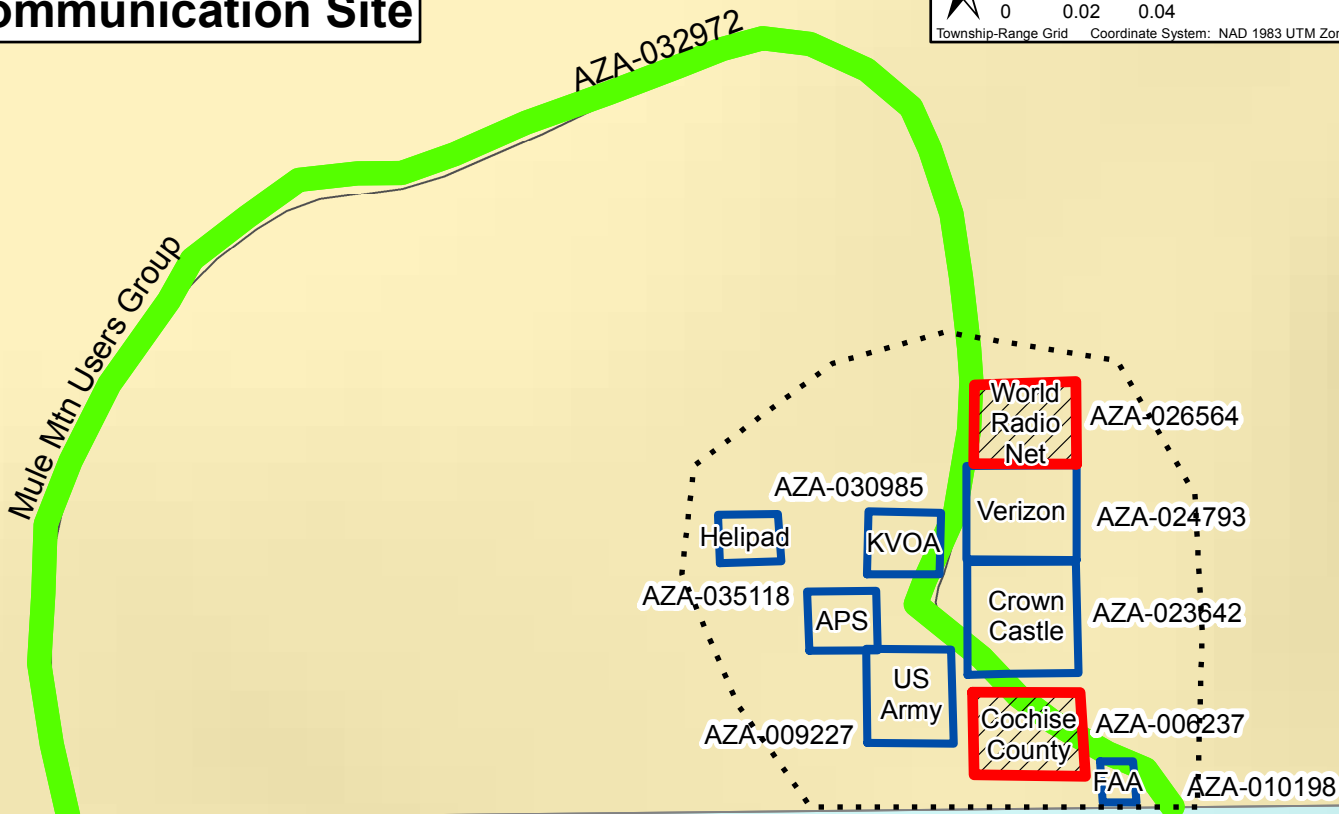 Communication Site
0 0.02 0.04
Township-Range Grid Coordinate System: NAD 1983 UTM
AZA-032972
Mule Mtn Users Group
World
Radio
Net
AZA-026564
AZA-030985
Verizon
AZA-024793
Helipad
KVOA
AZA-035118
APS
Crown
Castle
AZA-023642
US
Army
AZA-009227
Cochise
County
AZA-006237
FAA
AZA-010198